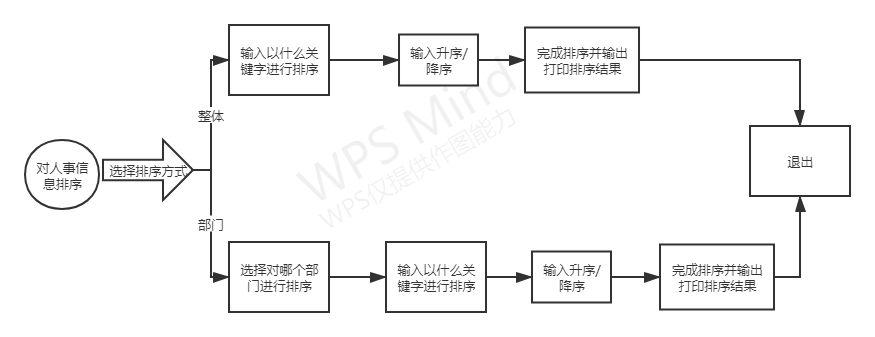 输入以什么关
键字进行排序
输入升序/
降序
完成排序并输出
打印排序结果
整体
对人事信
息排序
选择排序方式
退出
部门
选择对哪个部
门进行排序
输入以什么关
键字进行排序
输入升序/
降序
完成排序并输出
打印排序结果
WPS Mind
WPS仅提供作图能力